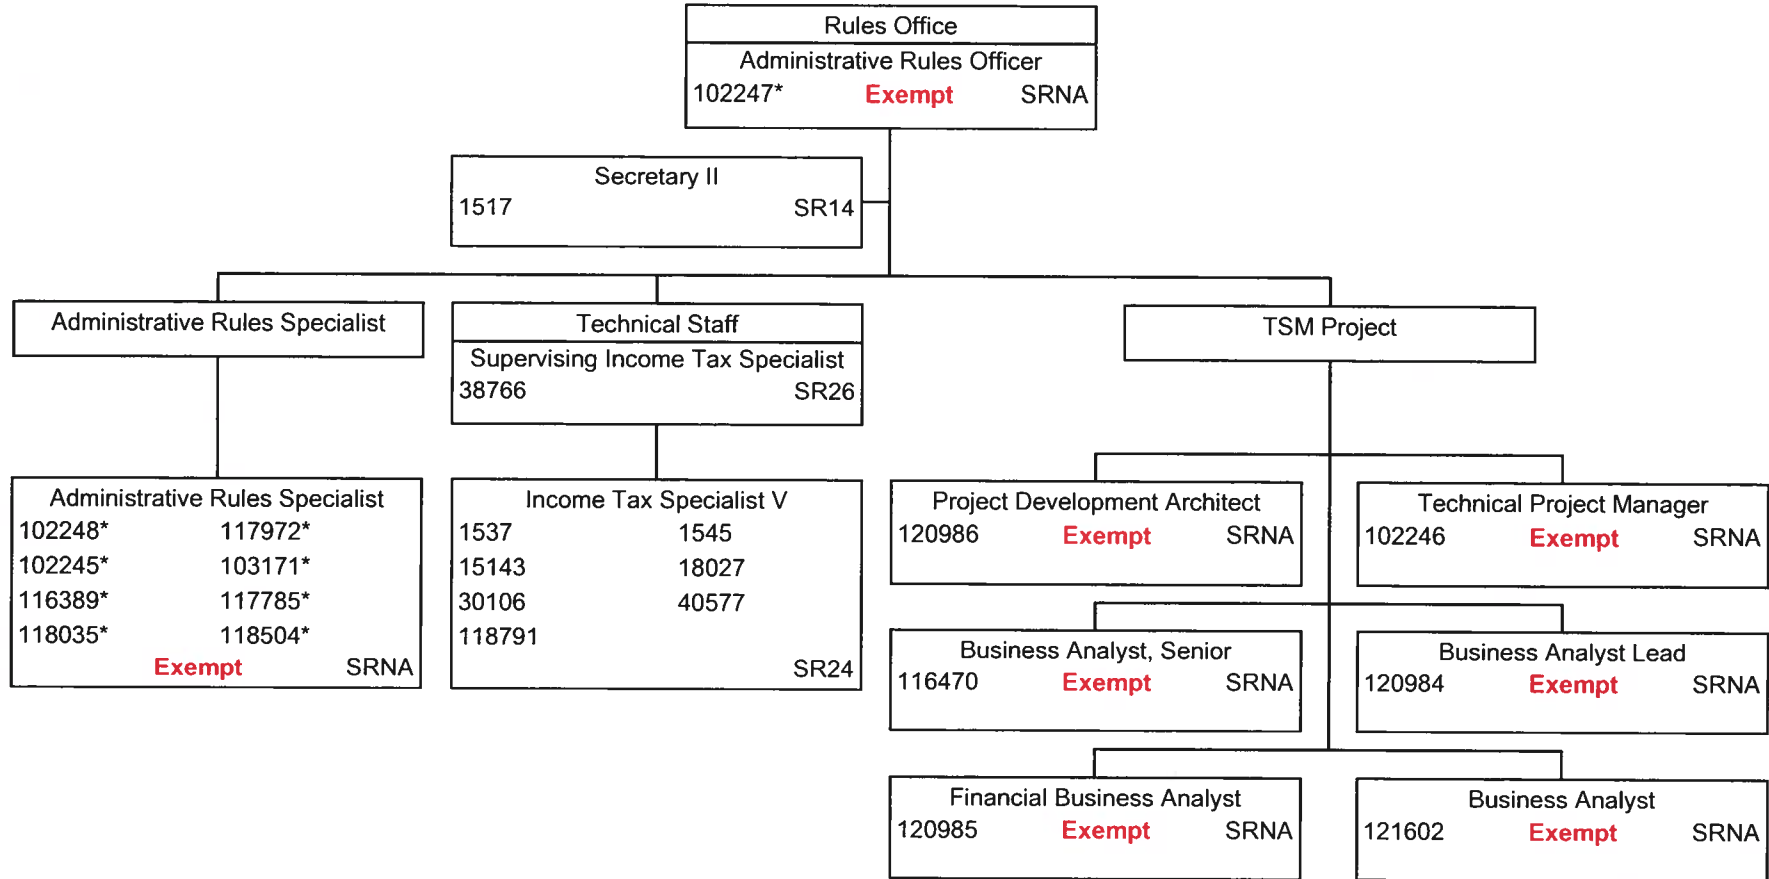 Rules Office
Administrative Rules Officer
102247* Exempt SRNA
Secretary II
1517 SR14
Administrative Rules Specialist
Technical Staff
Supervising Income Tax Specialist
38766 SR26
TSM Project
Administrative Rules Specialist
102248* 117972*
102245* 103171*
116389* 117785*
118035* 118504*
Exempt SRNA
Income Tax Specialist V
1537 1545
15143 18027
30106 40577
118791
SR24
Project Development Architect
120986 Exempt SRNA
Technical Project Manager
102246 Exempt SRNA
Business Analyst, Senior
116470 Exempt SRNA
Business Analyst Lead
120984 Exempt SRNA
Financial Business Analyst
120985 Exempt SRNA
Business Analyst
121602 Exempt SRNA